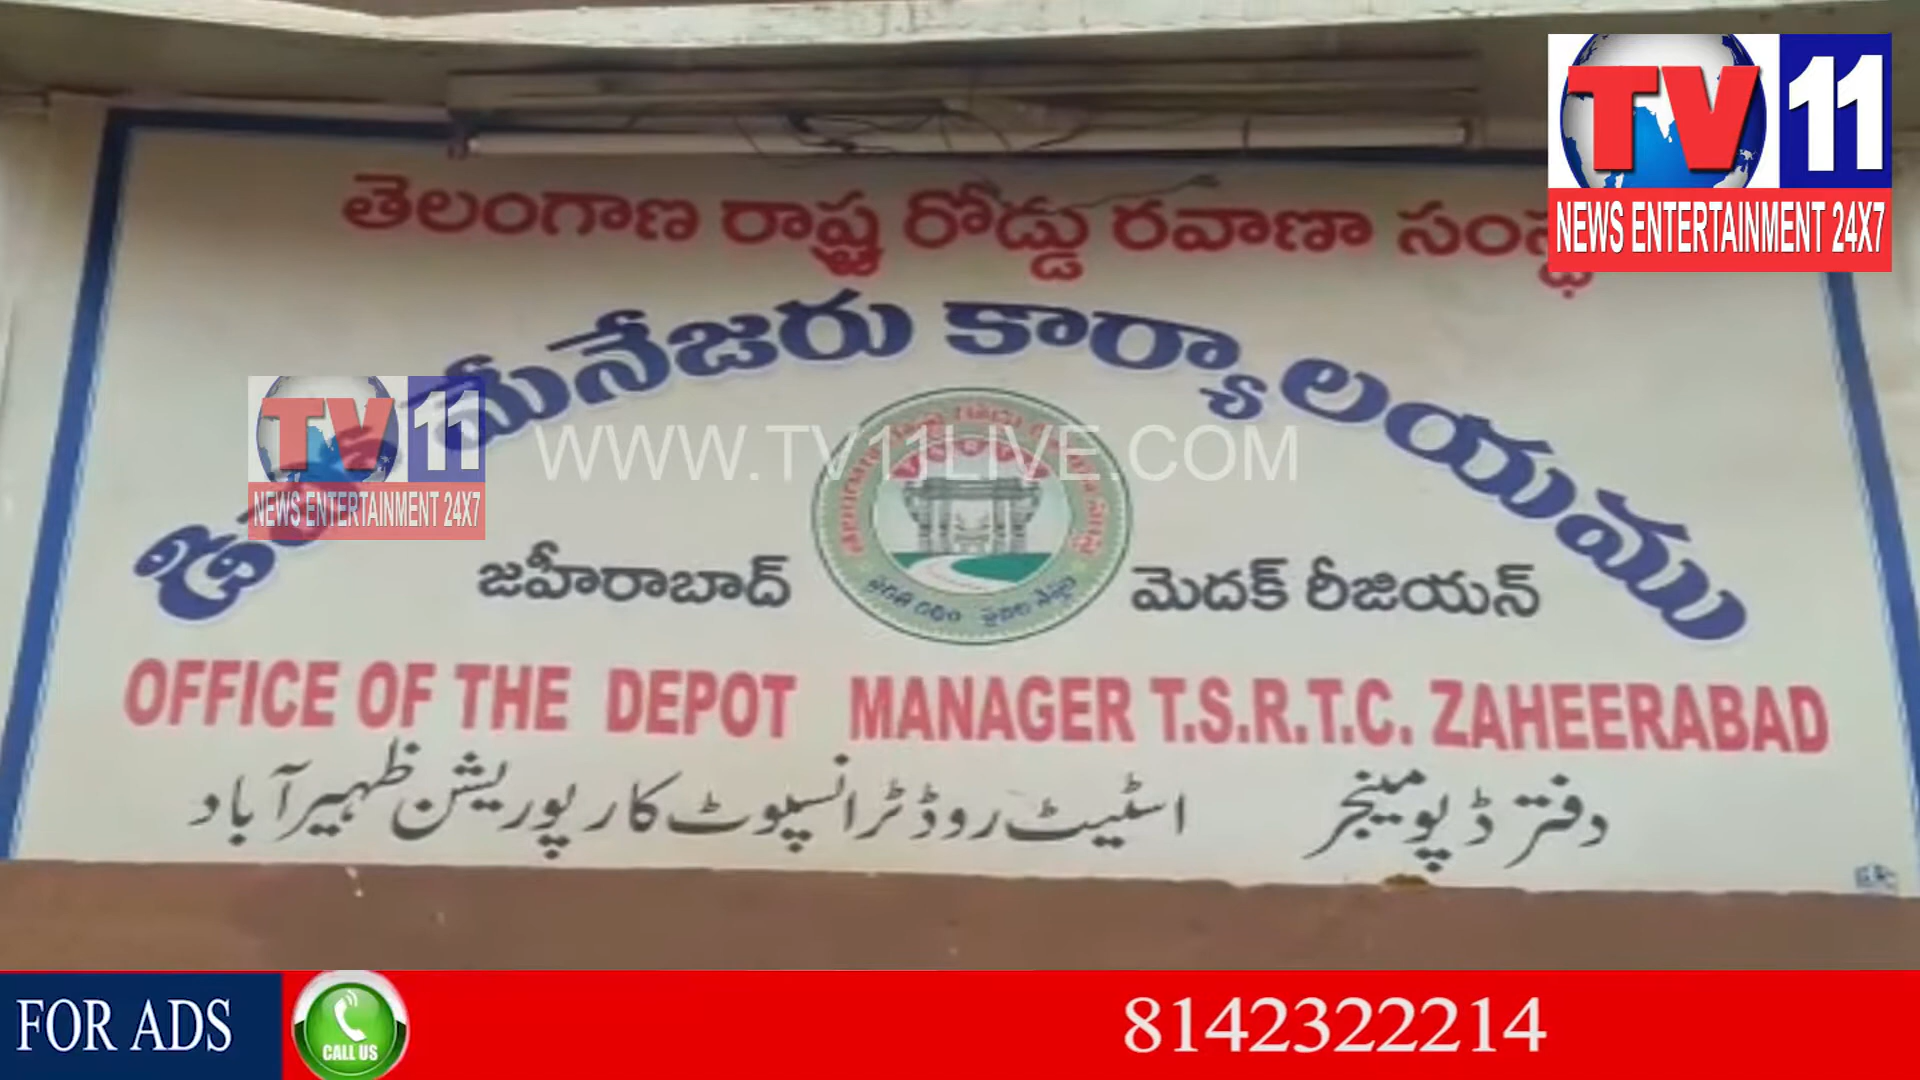 TV 11
NEWS ENTERTAINMENT 24X7
తెలంగాణ రాష్ట్ర రోడ్డు రవాణా సంస్థ
మేనేజరు కార్యాలయము
TV 11
NEWS ENTERTAINMENT 24X7
WWW.TV11LIVE.COM
జహీరాబాద్ మెదక్ రీజియన్
OFFICE OF THE DEPOT MANAGER T.S.R.T.C. ZAHEERABAD
دفتر ڈپو مینیجر اسٹیٹ روڈ ٹرانسپوٹ کارپوریشن ظہیرآباد
FOR ADS
CALL US
8142322214